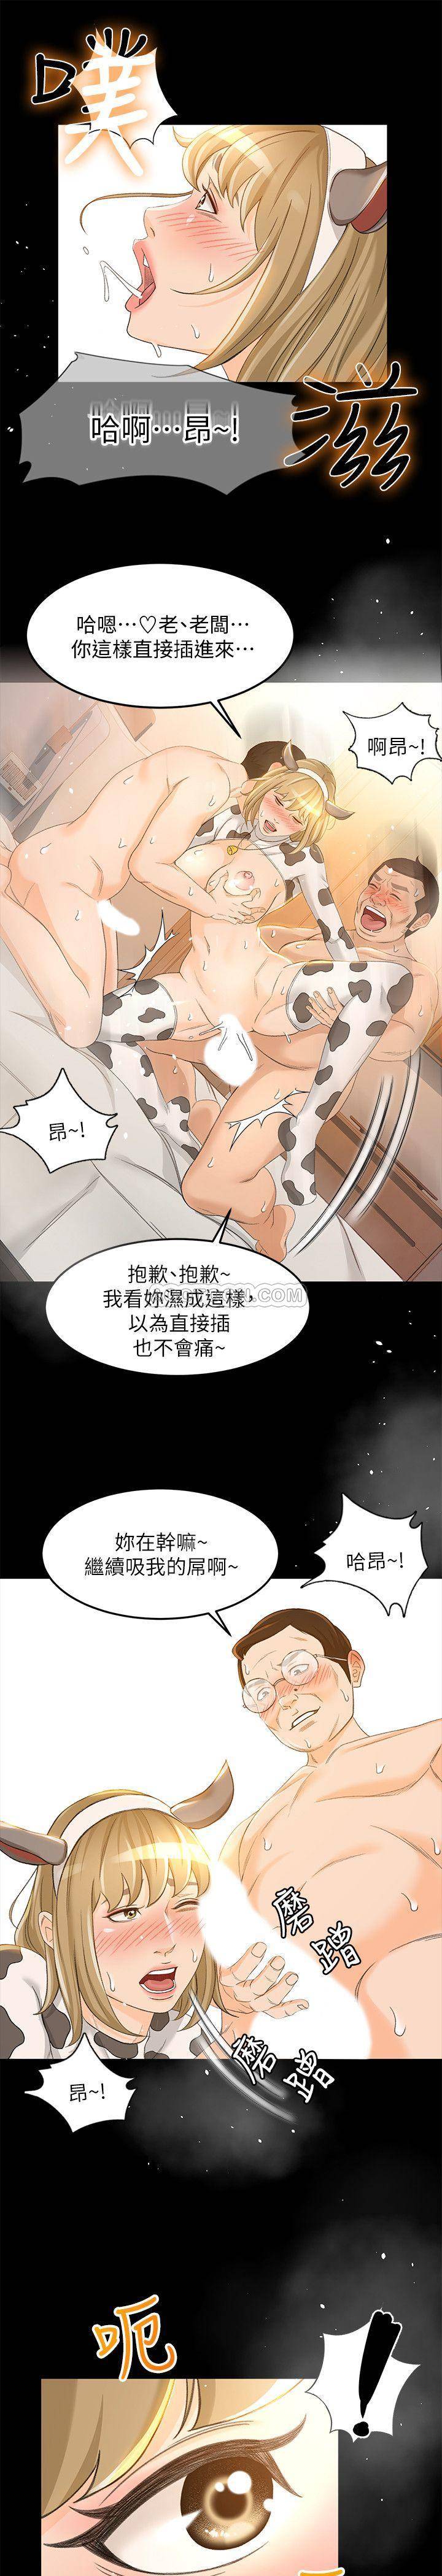 噗
哈啊…昂~!
滋
哈嗯…♡老、老闆…
你這樣直接插進來…
啊昂~!
昂~!
抱歉、抱歉~
我看妳濕成這樣，
以為直接插
也不會痛~
妳在幹嘛~
繼續吸我的屌啊~
哈昂~!
磨蹭
磨蹭
昂~!
呃
!